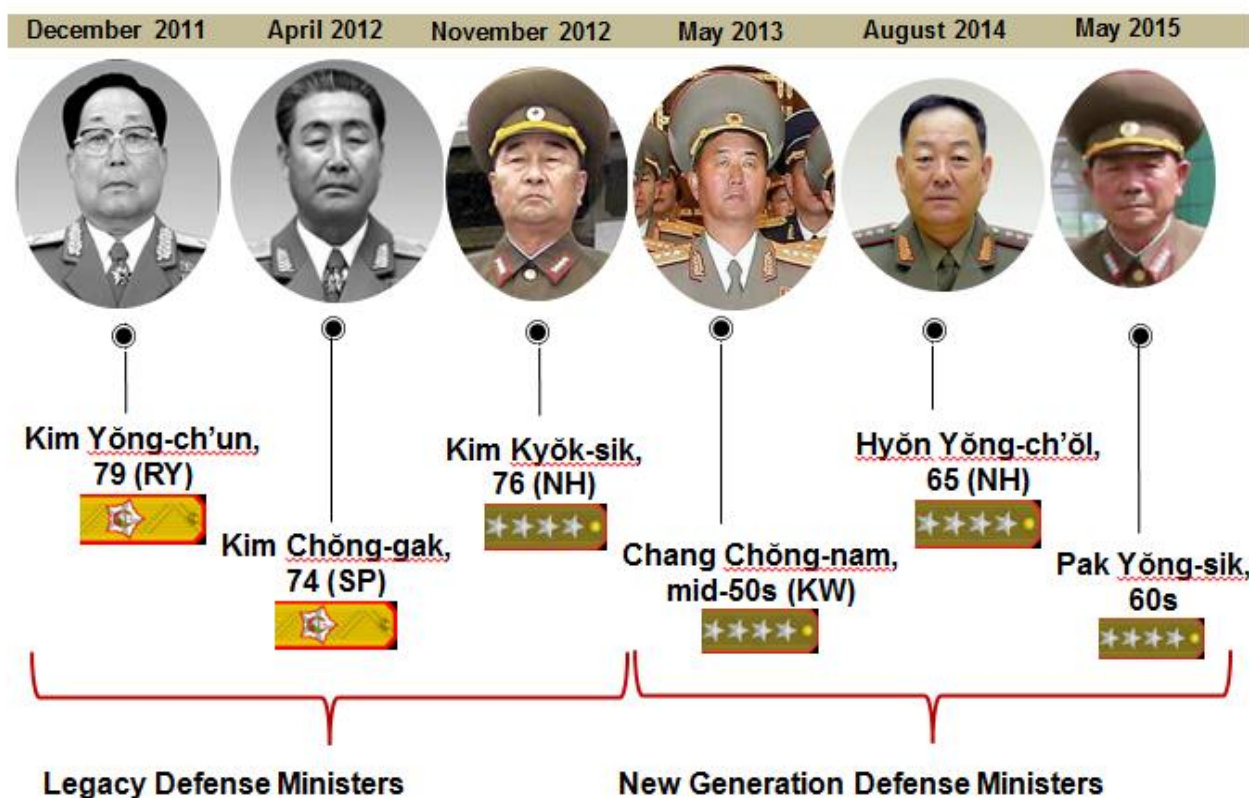 December 2011
April 2012
November 2012
May 2013
August 2014
May 2015
Kim Yŏng-ch’un,
79 (RY)
Kim Chŏng-gak,
74 (SP)
Kim Kyŏk-sik,
76 (NH)
Chang Chŏng-nam,
mid-50s (KW)
Hyŏn Yŏng-ch’ŏl,
65 (NH)
Pak Yŏng-sik,
60s
Legacy Defense Ministers
New Generation Defense Ministers